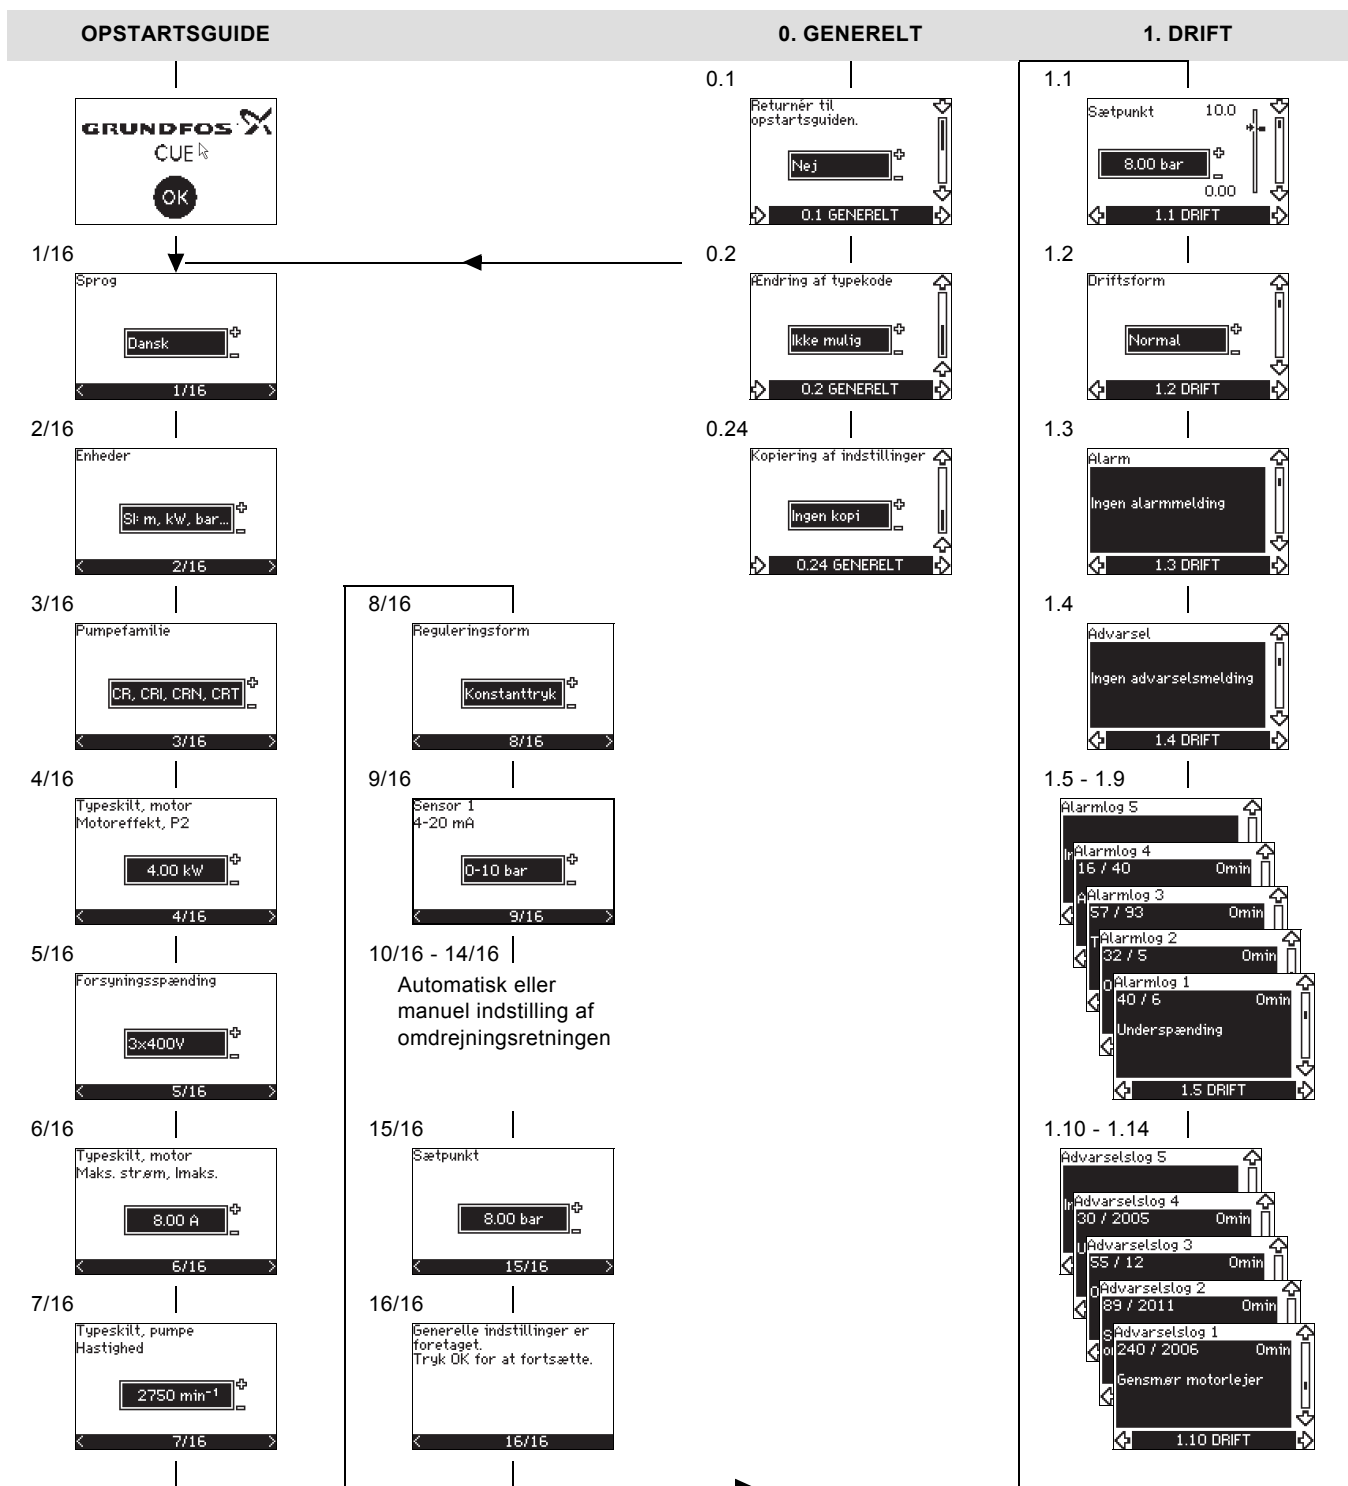 OPSTARTSGUIDE
0. GENERELT
1. DRIFT
GRUNDFOS
CUE
OK
1/16
Sprog
Dansk
1/16
2/16
Enheder
SI: m, kW, bar...
2/16
3/16
Pumpefamilie
CR, CRI, CRN, CRT
3/16
4/16
Typeskilt, motor
Motoreffekt, P2
4.00 kW
4/16
5/16
Forsyningsspænding
3x400V
5/16
6/16
Typeskilt, motor
Maks. strøm, Imaks.
8.00 A
6/16
7/16
Typeskilt, pumpe
Hastighed
2750 min⁻¹
7/16
8/16
Reguleringsform
Konstanttryk
8/16
9/16
Sensor 1
4-20 mA
0-10 bar
9/16
10/16 - 14/16
Automatisk eller
manuel indstilling af
omdrejningsretningen
15/16
Sætpunkt
8.00 bar
15/16
16/16
Generelle indstillinger er
foretaget.
Tryk OK for at fortsætte.
16/16
0.1
Returnér til
opstartsguiden.
Nej
0.1 GENERELT
0.2
Ændring af typekode
Ikke mulig
0.2 GENERELT
0.24
Kopiering af indstillinger
Ingen kopi
0.24 GENERELT
1.1
Sætpunkt 10.0
8.00 bar
0.00
1.1 DRIFT
1.2
Driftsform
Normal
1.2 DRIFT
1.3
Alarm
Ingen alarmmelding
1.3 DRIFT
1.4
Advarsel
Ingen advarselsmelding
1.4 DRIFT
1.5 - 1.9
Alarmlog 5
Alarmlog 4
16 / 40 0min
Alarmlog 3
57 / 93 0min
Alarmlog 2
32 / 5 0min
Alarmlog 1
40 / 6 0min
Underspænding
1.5 DRIFT
1.10 - 1.14
Advarselslog 5
Advarselslog 4
30 / 2005 0min
Advarselslog 3
55 / 12 0min
Advarselslog 2
89 / 2011 0min
Advarselslog 1
240 / 2006 0min
Gensmør motorlejer
1.10 DRIFT